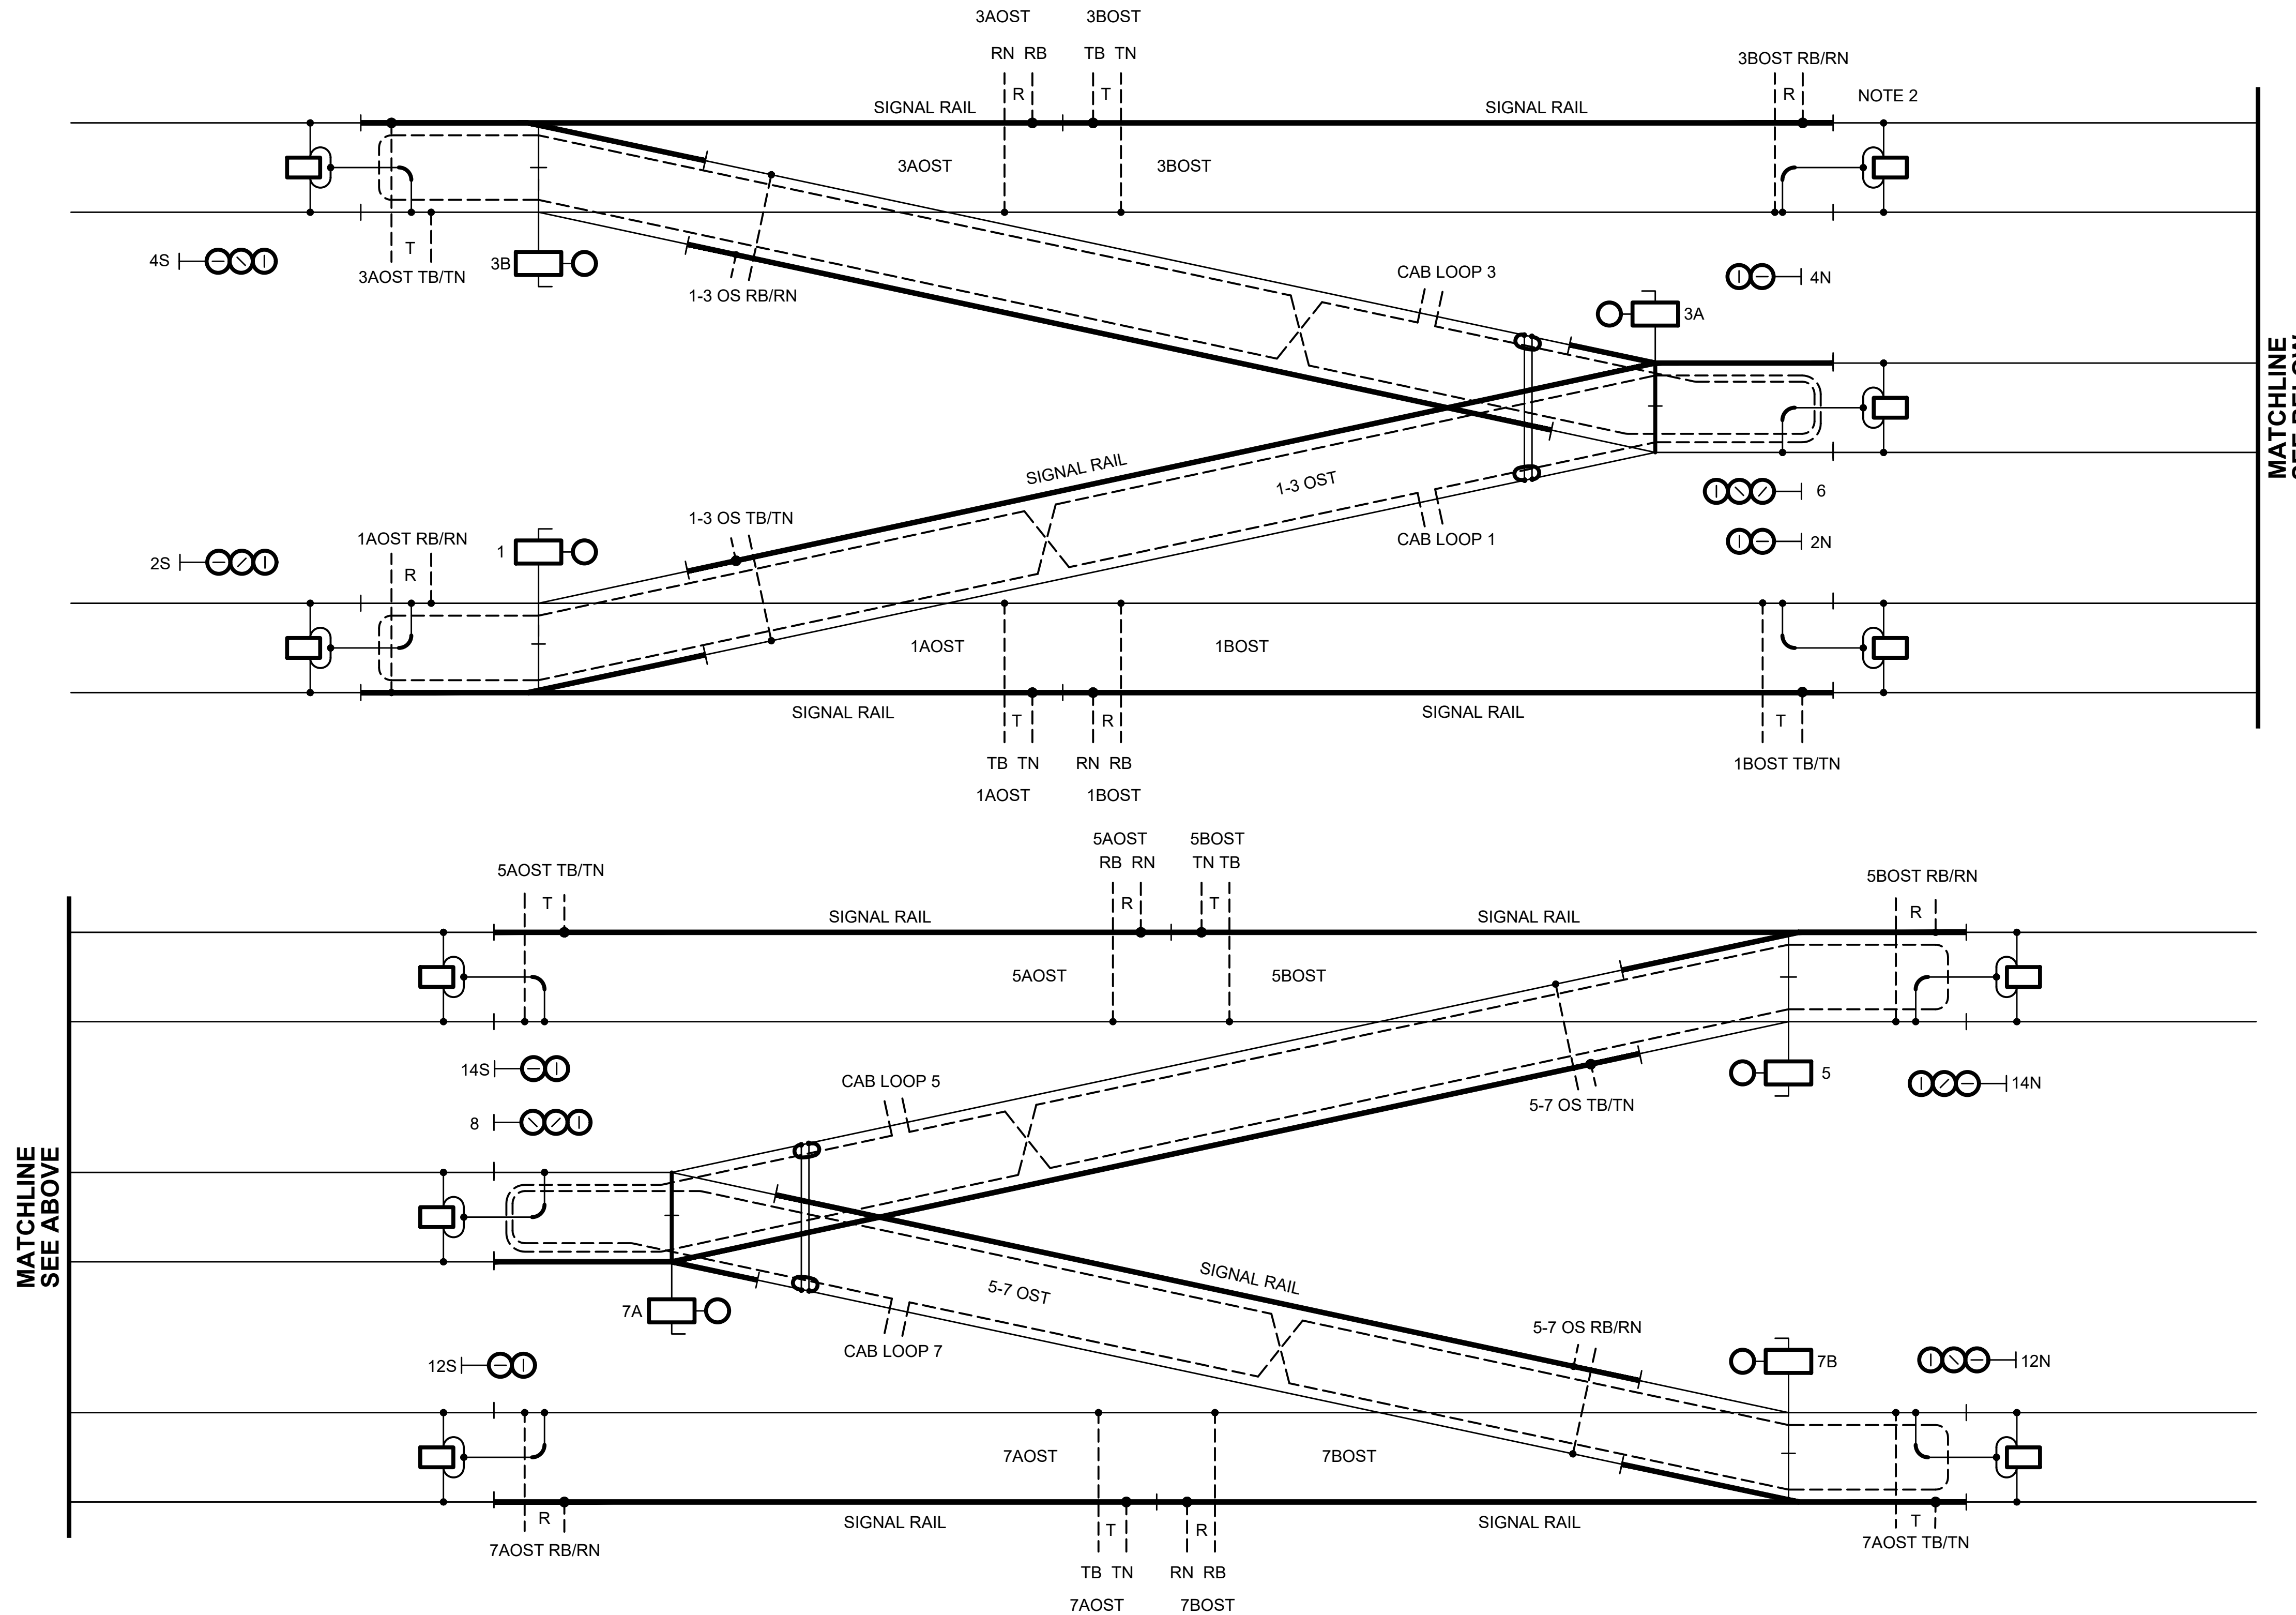 3AOST 3BOST
RN RB TB TN
3BOST RB/RN
R T R
SIGNAL RAIL SIGNAL RAIL NOTE 2
3AOST 3BOST
4S 3AOST TB/TN T 3B
1-3 OS RB/RN
CAB LOOP 3
4N
3A
MATCHLINE
SEE BELOW
SIGNAL RAIL
1-3 OST
6
1-3 OS TB/TN
1AOST RB/RN
CAB LOOP 1
2N
2S R 1
1AOST 1BOST
SIGNAL RAIL SIGNAL RAIL
T R T
TB TN RN RB 1BOST TB/TN
1AOST 1BOST
5AOST 5BOST
RB RN TN TB
5AOST TB/TN 5BOST RB/RN
T R T R
SIGNAL RAIL SIGNAL RAIL
5AOST 5BOST
14S
CAB LOOP 5
5 14N
5-7 OS TB/TN
8
MATCHLINE
SEE ABOVE
5-7 OST
SIGNAL RAIL
7A
5-7 OS RB/RN
CAB LOOP 7
12S 7B 12N
7AOST 7BOST
R SIGNAL RAIL T R SIGNAL RAIL T
7AOST RB/RN 7AOST TB/TN
TB TN RN RB
7AOST 7BOST